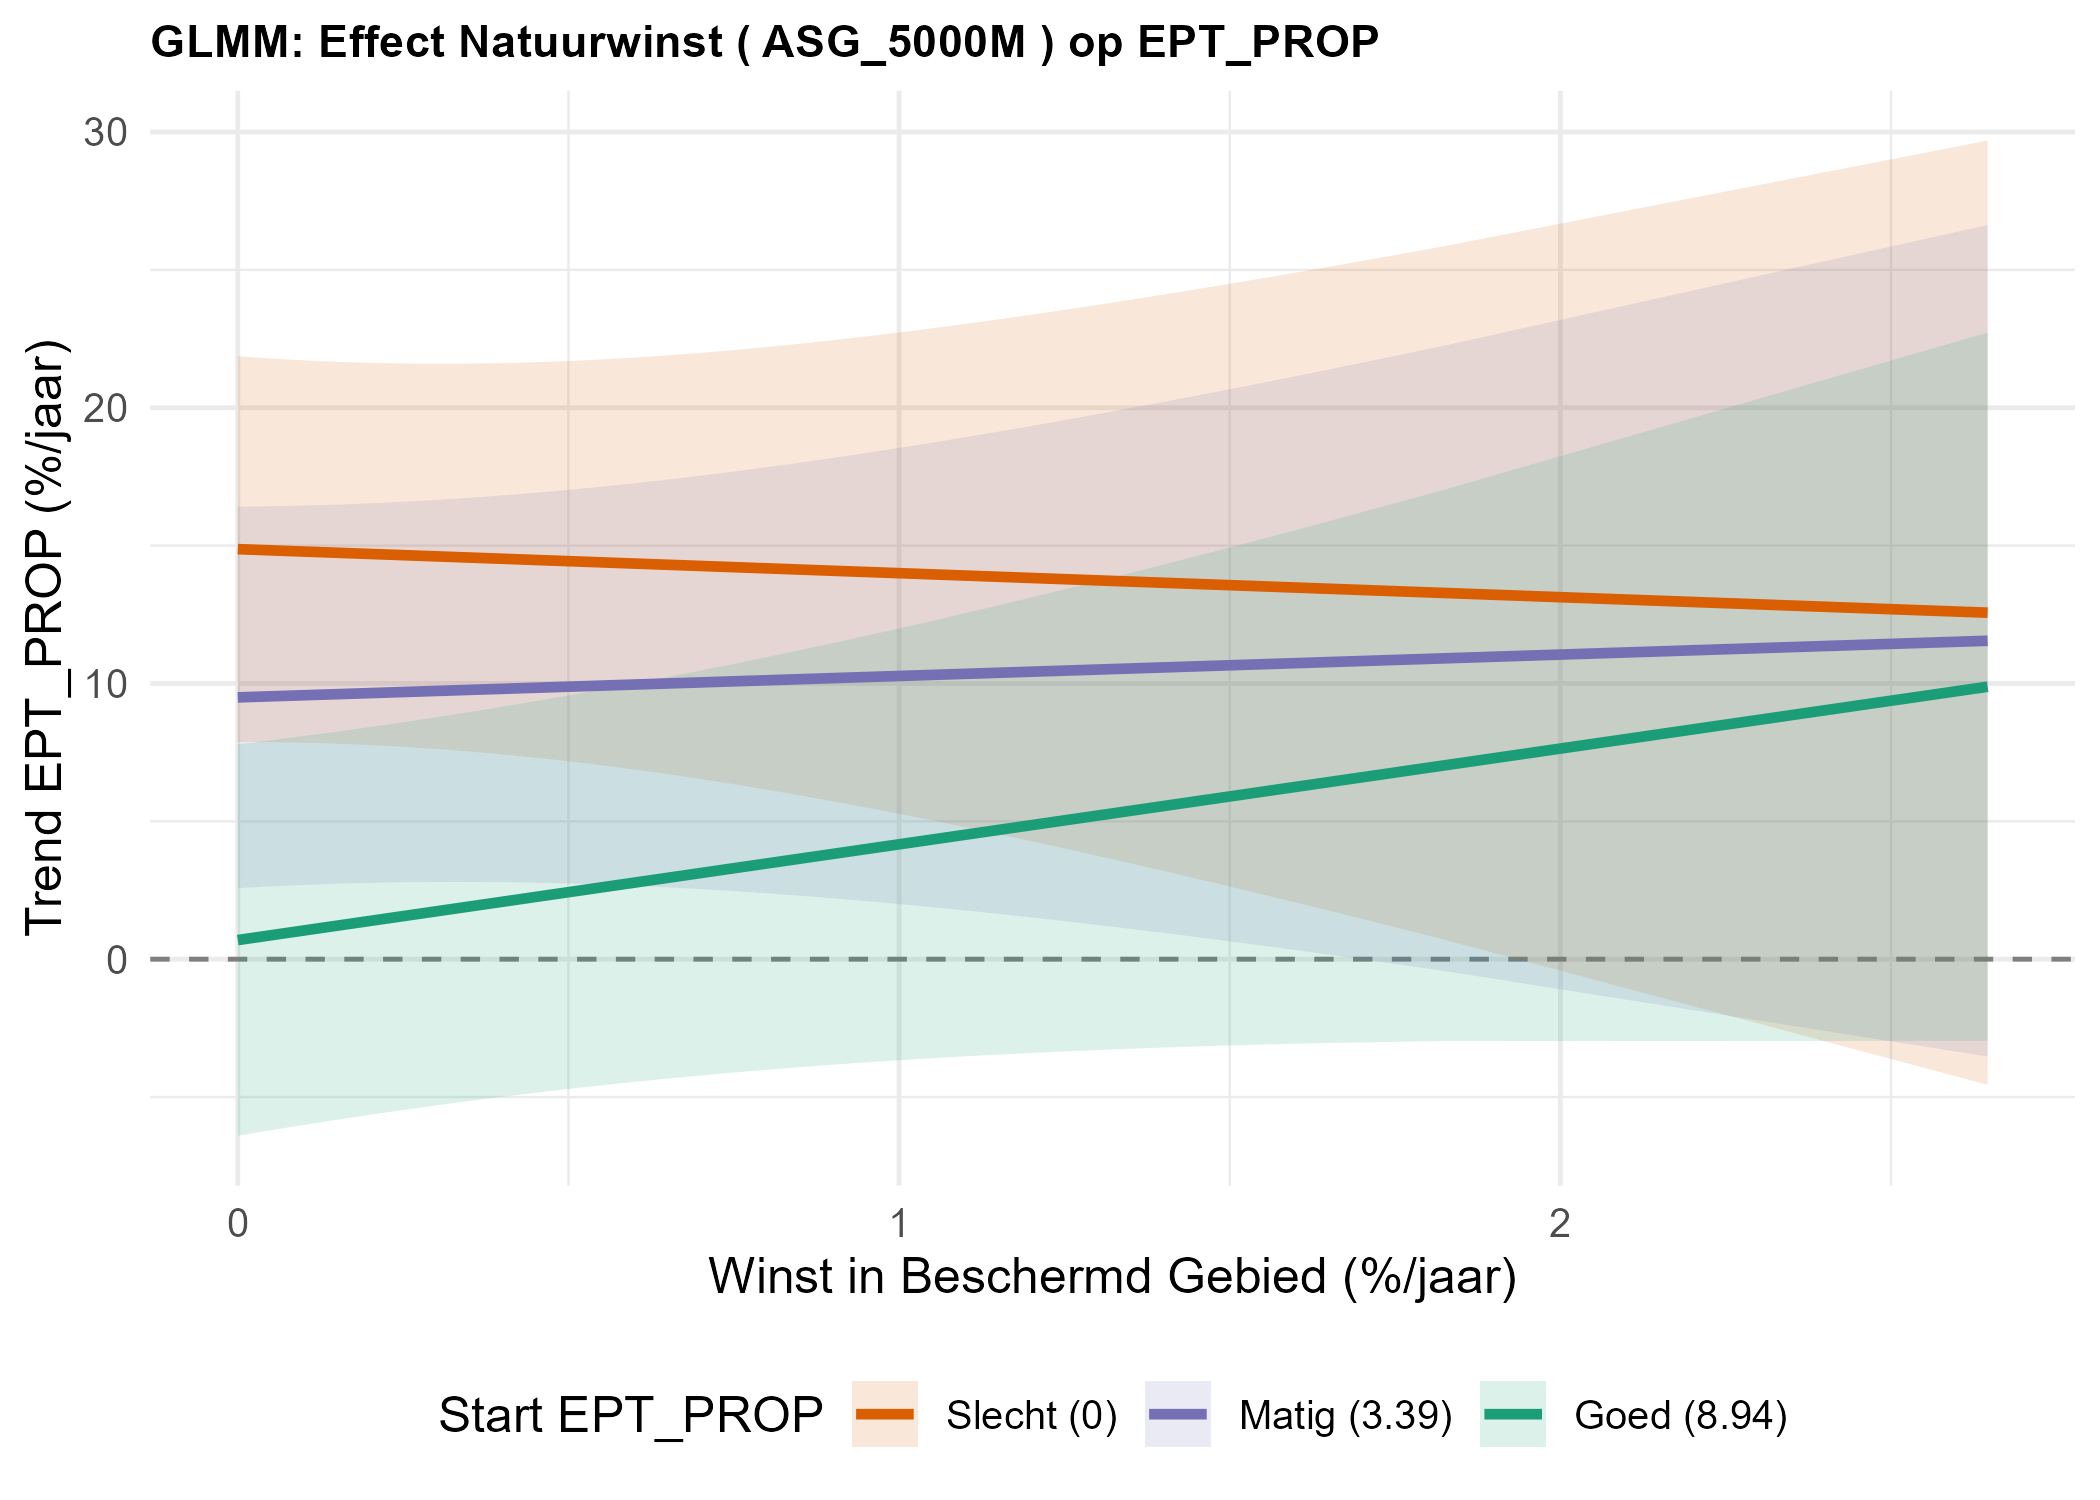 GLMM: Effect Natuurwinst ( ASG_5000M ) op EPT_PROP
Trend EPT_PROP (%/jaar)
30
20
10
0
0 1 2
Winst in Beschermd Gebied (%/jaar)
Start EPT_PROP Slecht (0) Matig (3.39) Goed (8.94)